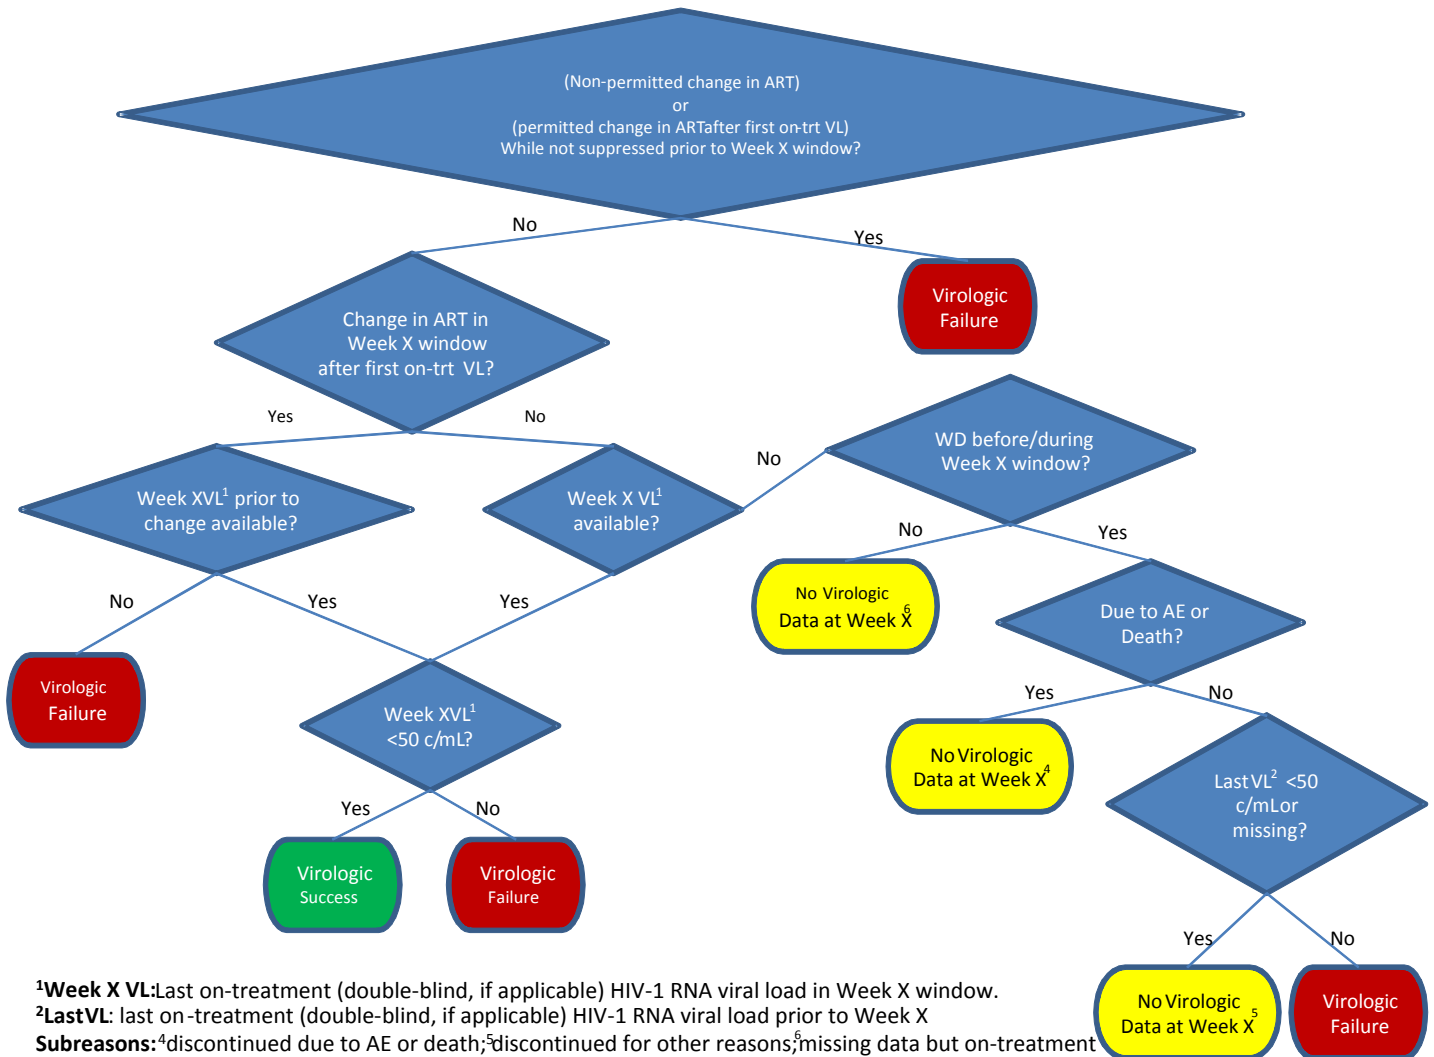 (Non-permitted change in ART)
or
(permitted change in ARTafter first on-trt VL)
While not suppressed prior to Week X window?
No
Yes
Virologic
Failure
Change in ART in
Week X window
after first on-trt VL?
Yes
No
WD before/during
Week X window?
No
Week XVL¹ prior to
change available?
Week X VL¹
available?
No
Yes
No Virologic
Data at Week X⁶
Due to AE or
Death?
No
Yes
Yes
Virologic
Failure
Week XVL¹
<50 c/mL?
Yes
No
No Virologic
Data at Week X⁴
LastVL² <50
c/mLor
missing?
Yes
No
Virologic
Success
Virologic
Failure
Yes
No
No Virologic
Data at Week X⁵
Virologic
Failure
¹Week X VL:Last on-treatment (double-blind, if applicable) HIV-1 RNA viral load in Week X window.
²LastVL: last on-treatment (double-blind, if applicable) HIV-1 RNA viral load prior to Week X
Subreasons:⁴discontinued due to AE or death;⁵discontinued for other reasons;⁶missing data but on-treatment